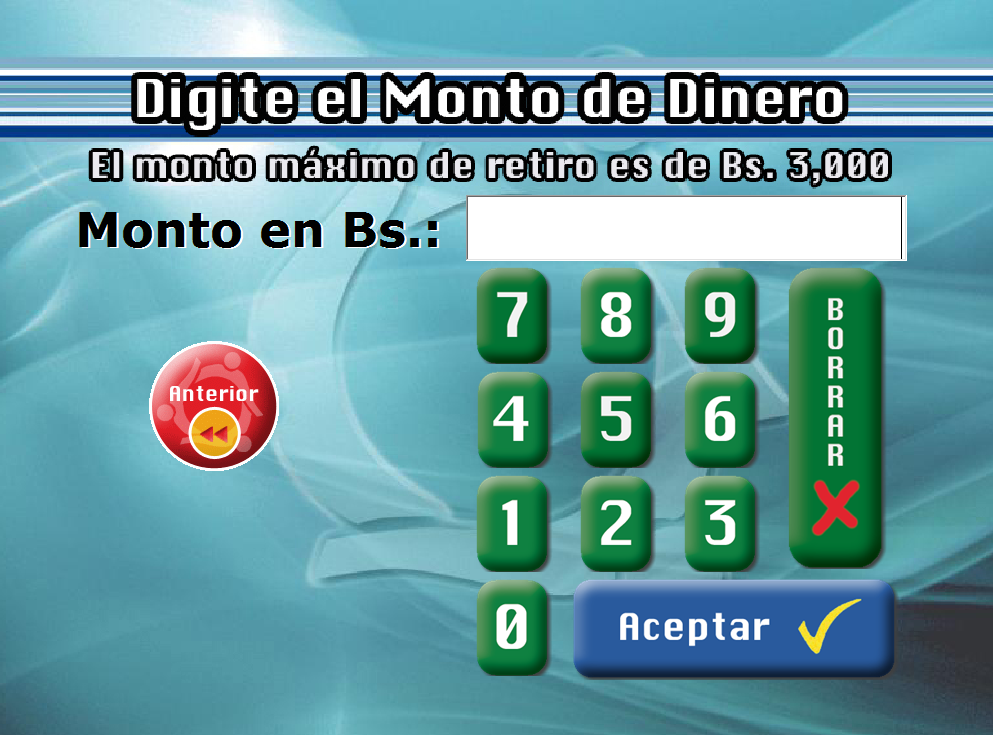 Digite el Monto de Dinero
El monto máximo de retiro es de Bs. 3,000
Monto en Bs.:
7 8 9
BORRAR
Anterior
4 5 6
1 2 3
0 Aceptar